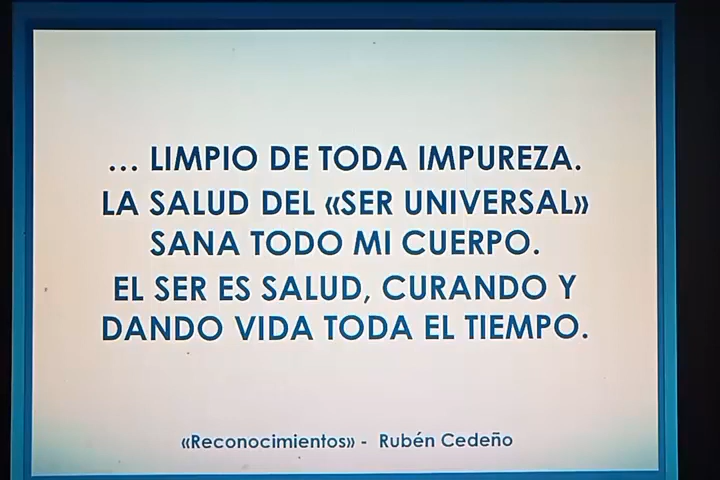 ... LIMPIO DE TODA IMPUREZA.
LA SALUD DEL «SER UNIVERSAL»
SANA TODO MI CUERPO.
EL SER ES SALUD, CURANDO Y
DANDO VIDA TODA EL TIEMPO.
«Reconocimientos» - Rubén Cedeño